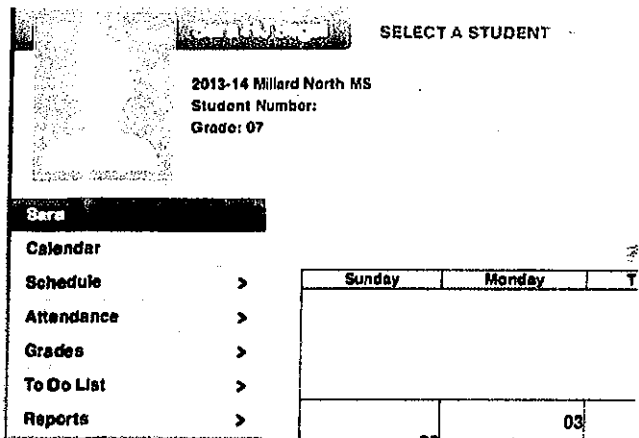 SELECT A STUDENT
2013-14 Millard North MS
Student Number:
Grade: 07
Sara
Calendar
Schedule >
Attendance >
Grades >
To Do List >
Reports >
Sunday Monday T
03